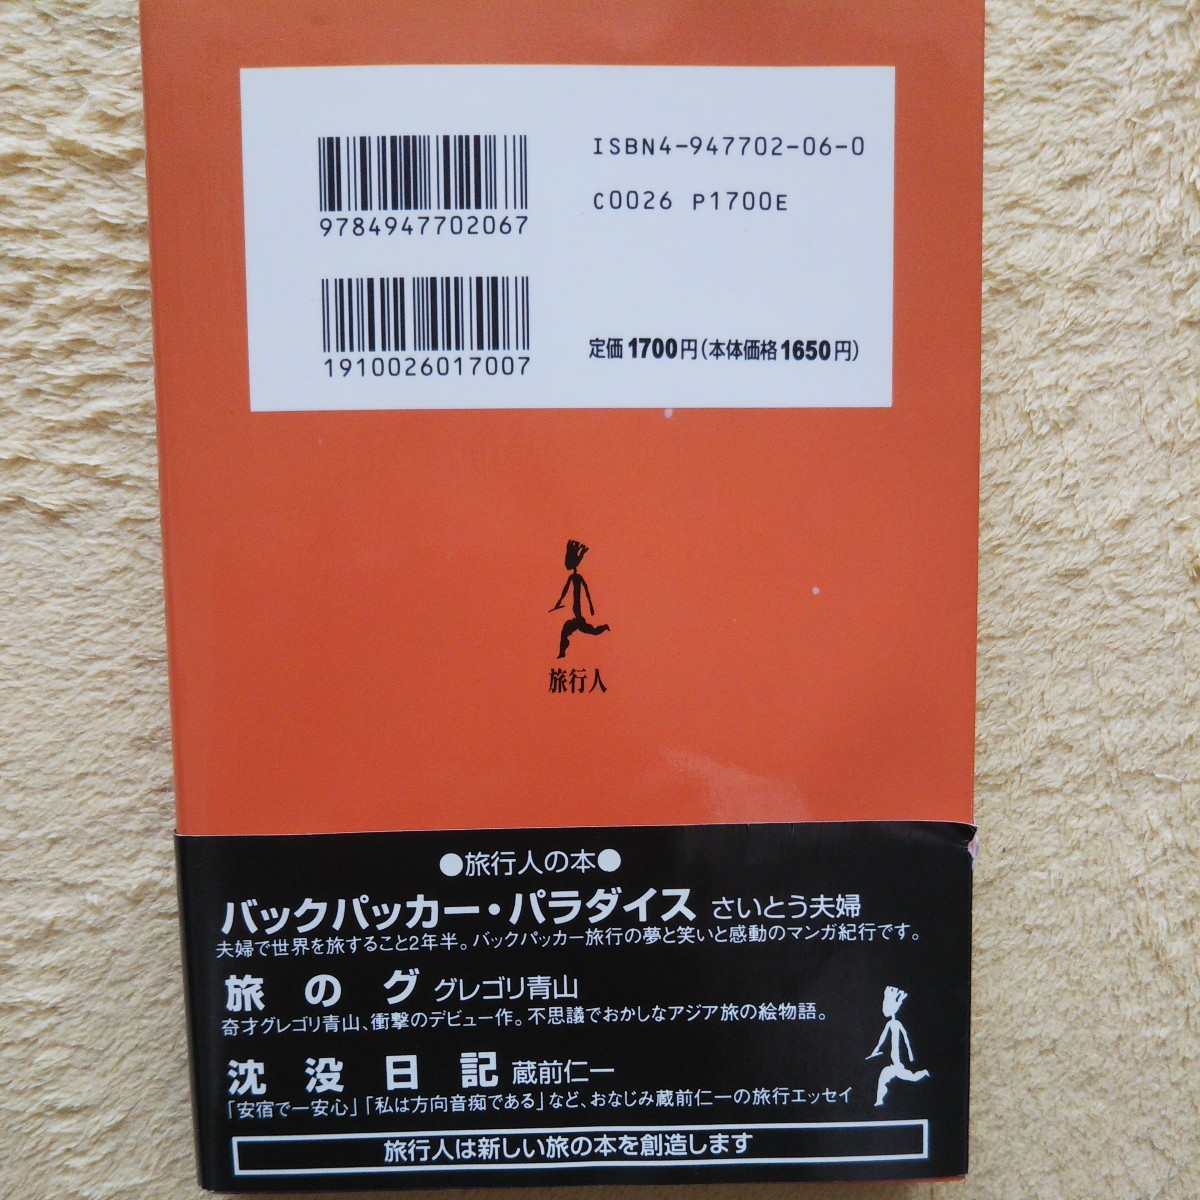 9784947702067
ISBN4-947702-06-0
C0026 P1700E
1910026017007
定価1700円(本体価格1650円)
旅行人
●旅行人の本●
バックパッカー・パラダイス さいとう夫婦
夫婦で世界を旅すること2年半。バックパッカー旅行の夢と笑いと感動のマンガ紀行です。
旅のグ グレゴリ青山
奇才グレゴリ青山、衝撃のデビュー作。不思議でおかしなアジア旅の絵物語。
沈没日記 蔵前仁一
「安宿で一安心」「私は方向音痴である」など、おなじみ蔵前仁一の旅行エッセイ
旅行人は新しい旅の本を創造します